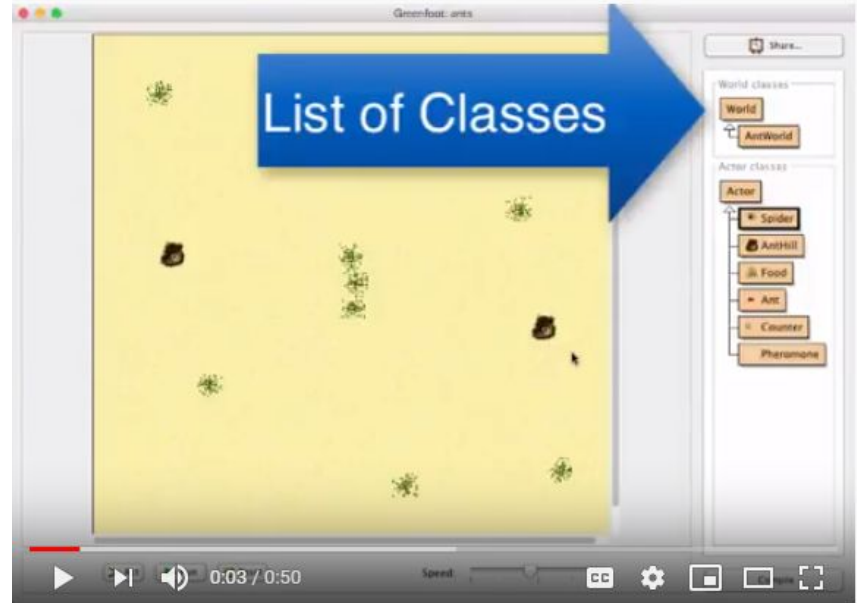 Greenfoot: ants
Share...
List of Classes
World classes
World
AntWorld
Actor classes
Actor
Spider
AntHill
Food
Ant
Counter
Pheromone
0:03 / 0:50
Speed:
CC